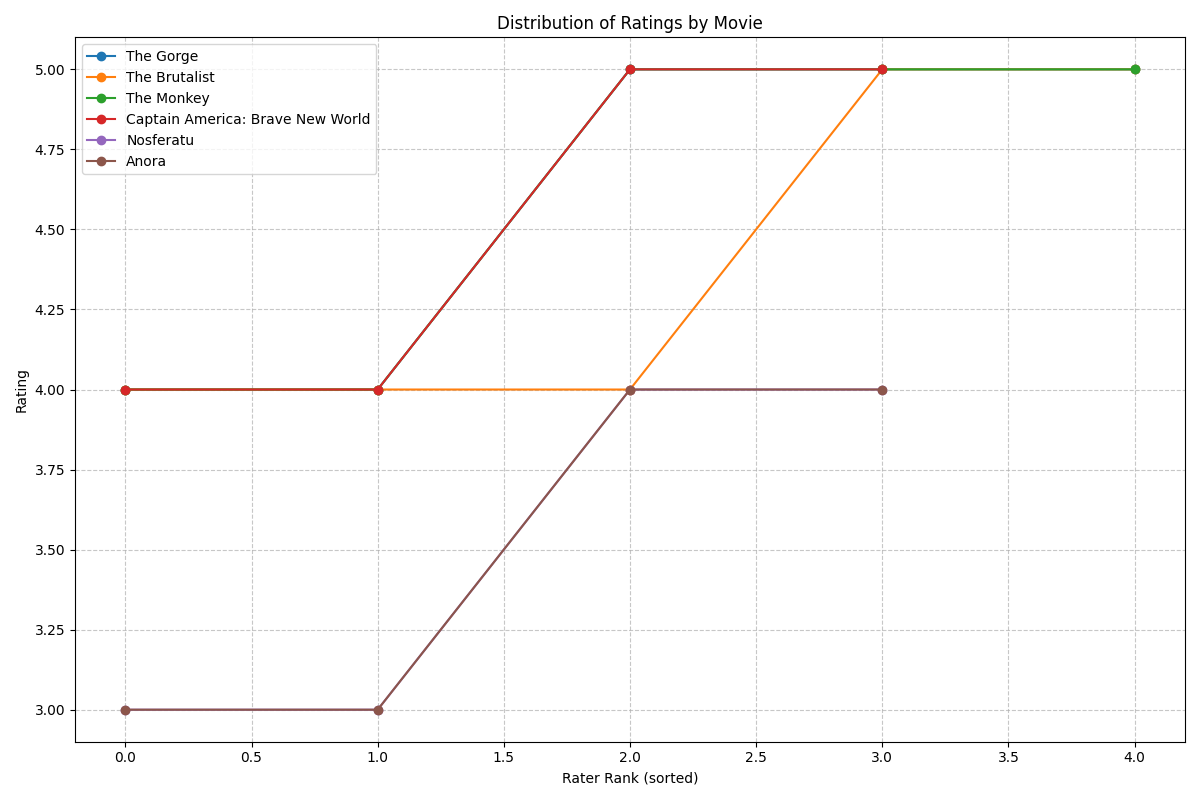 Distribution of Ratings by Movie
The Gorge
The Brutalist
The Monkey
Captain America: Brave New World
Nosferatu
Anora
5.00
4.75
4.50
4.25
4.00
3.75
3.50
3.25
3.00
Rating
0.0 0.5 1.0 1.5 2.0 2.5 3.0 3.5 4.0
Rater Rank (sorted)